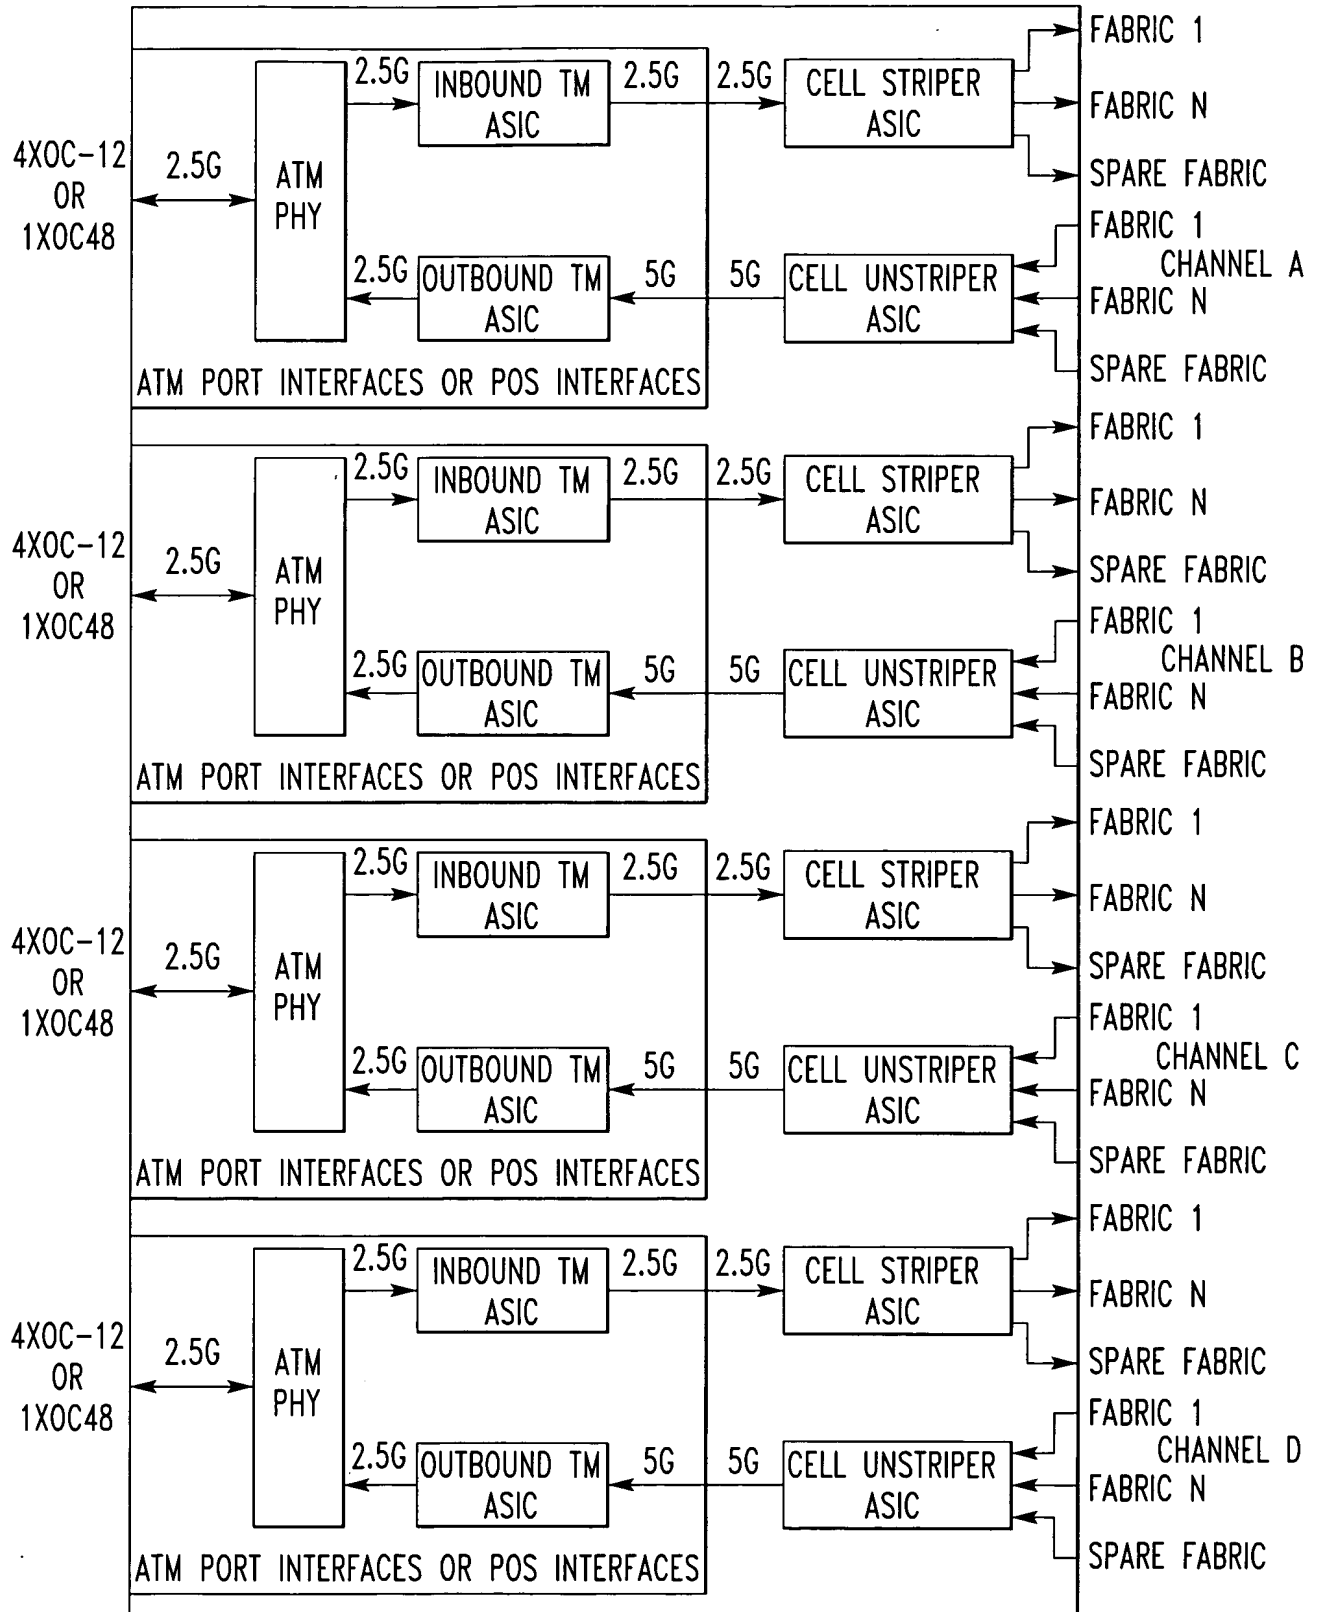 FABRIC 1
2.5G
INBOUND TM
ASIC
2.5G
2.5G
CELL STRIPER
ASIC
FABRIC N
4XOC-12
OR
1XOC48
2.5G
ATM
PHY
SPARE FABRIC
FABRIC 1
CHANNEL A
2.5G
OUTBOUND TM
ASIC
5G
5G
CELL UNSTRIPER
ASIC
FABRIC N
SPARE FABRIC
ATM PORT INTERFACES OR POS INTERFACES
FABRIC 1
2.5G
INBOUND TM
ASIC
2.5G
2.5G
CELL STRIPER
ASIC
FABRIC N
4XOC-12
OR
1XOC48
2.5G
ATM
PHY
SPARE FABRIC
FABRIC 1
CHANNEL B
2.5G
OUTBOUND TM
ASIC
5G
5G
CELL UNSTRIPER
ASIC
FABRIC N
SPARE FABRIC
ATM PORT INTERFACES OR POS INTERFACES
FABRIC 1
2.5G
INBOUND TM
ASIC
2.5G
2.5G
CELL STRIPER
ASIC
FABRIC N
4XOC-12
OR
1XOC48
2.5G
ATM
PHY
SPARE FABRIC
FABRIC 1
CHANNEL C
2.5G
OUTBOUND TM
ASIC
5G
5G
CELL UNSTRIPER
ASIC
FABRIC N
SPARE FABRIC
ATM PORT INTERFACES OR POS INTERFACES
FABRIC 1
2.5G
INBOUND TM
ASIC
2.5G
2.5G
CELL STRIPER
ASIC
FABRIC N
4XOC-12
OR
1XOC48
2.5G
ATM
PHY
SPARE FABRIC
FABRIC 1
CHANNEL D
2.5G
OUTBOUND TM
ASIC
5G
5G
CELL UNSTRIPER
ASIC
FABRIC N
SPARE FABRIC
ATM PORT INTERFACES OR POS INTERFACES